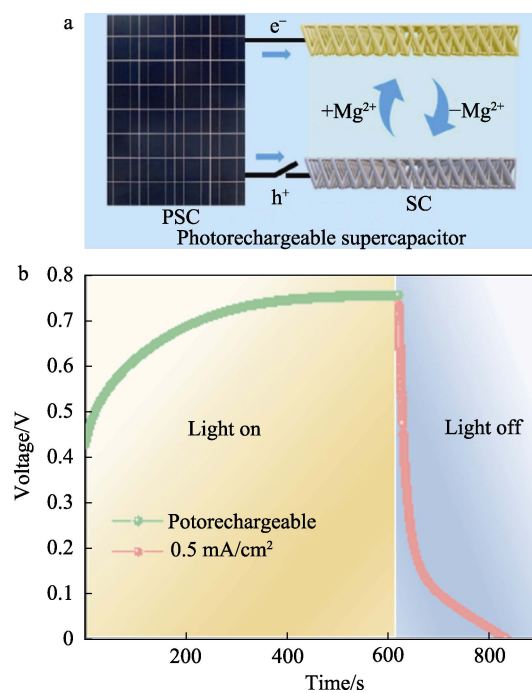 a
e⁻
+Mg²⁺
−Mg²⁺
h⁺
PSC
SC
Photorechargeable supercapacitor
b
0.8
0.7
0.6
0.5
0.4
0.3
0.2
0.1
0
Voltage/V
Light on
Light off
Potorechargeable
0.5 mA/cm²
200
400
600
800
Time/s